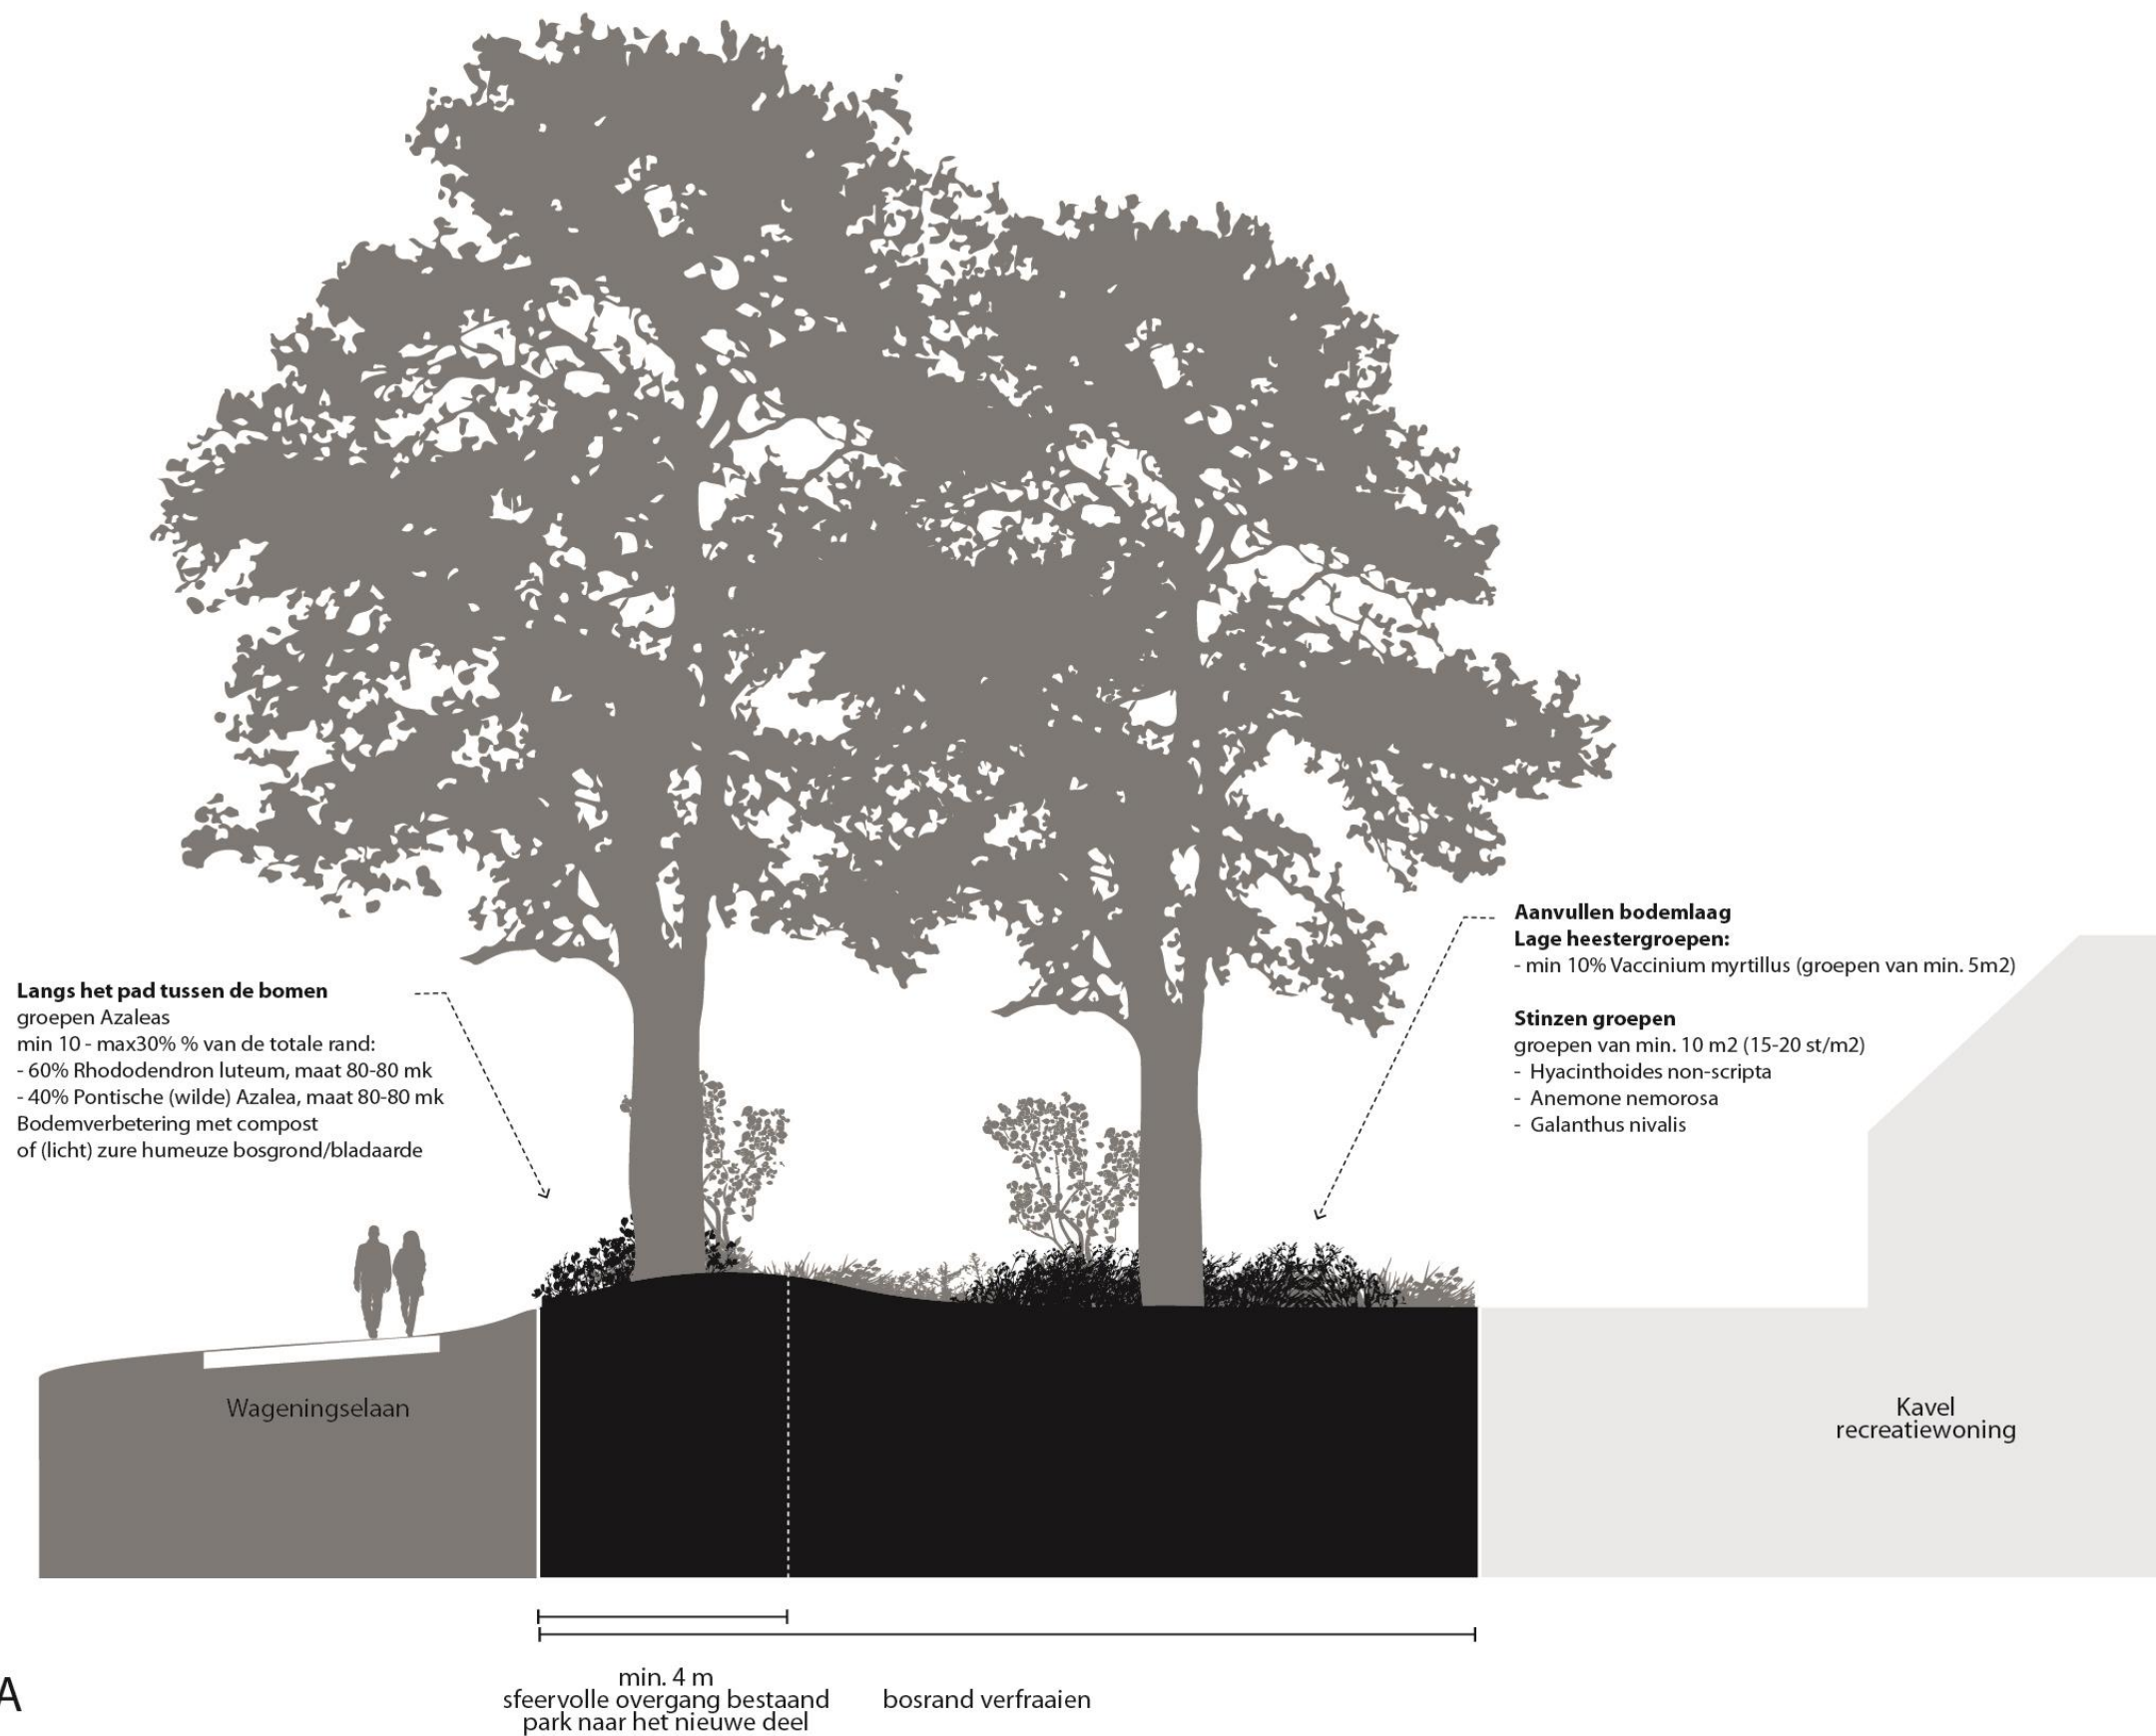 Aanvullen bodemlaag
Lage heestergroepen:
- min 10% Vaccinium myrtillus (groepen van min. 5m2)
Stinzen groepen
groepen van min. 10 m2 (15-20 st/m2)
- Hyacinthoides non-scripta
- Anemone nemorosa
- Galanthus nivalis
Langs het pad tussen de bomen
groepen Azaleas
min 10 - max30% % van de totale rand:
- 60% Rhododendron luteum, maat 80-80 mk
- 40% Pontische (wilde) Azalea, maat 80-80 mk
Bodemverbetering met compost
of (licht) zure humeuze bosgrond/bladaarde
Wageningselaan
Kavel
recreatiewoning
min. 4 m
sfeervolle overgang bestaand
park naar het nieuwe deel
bosrand verfraaien
A